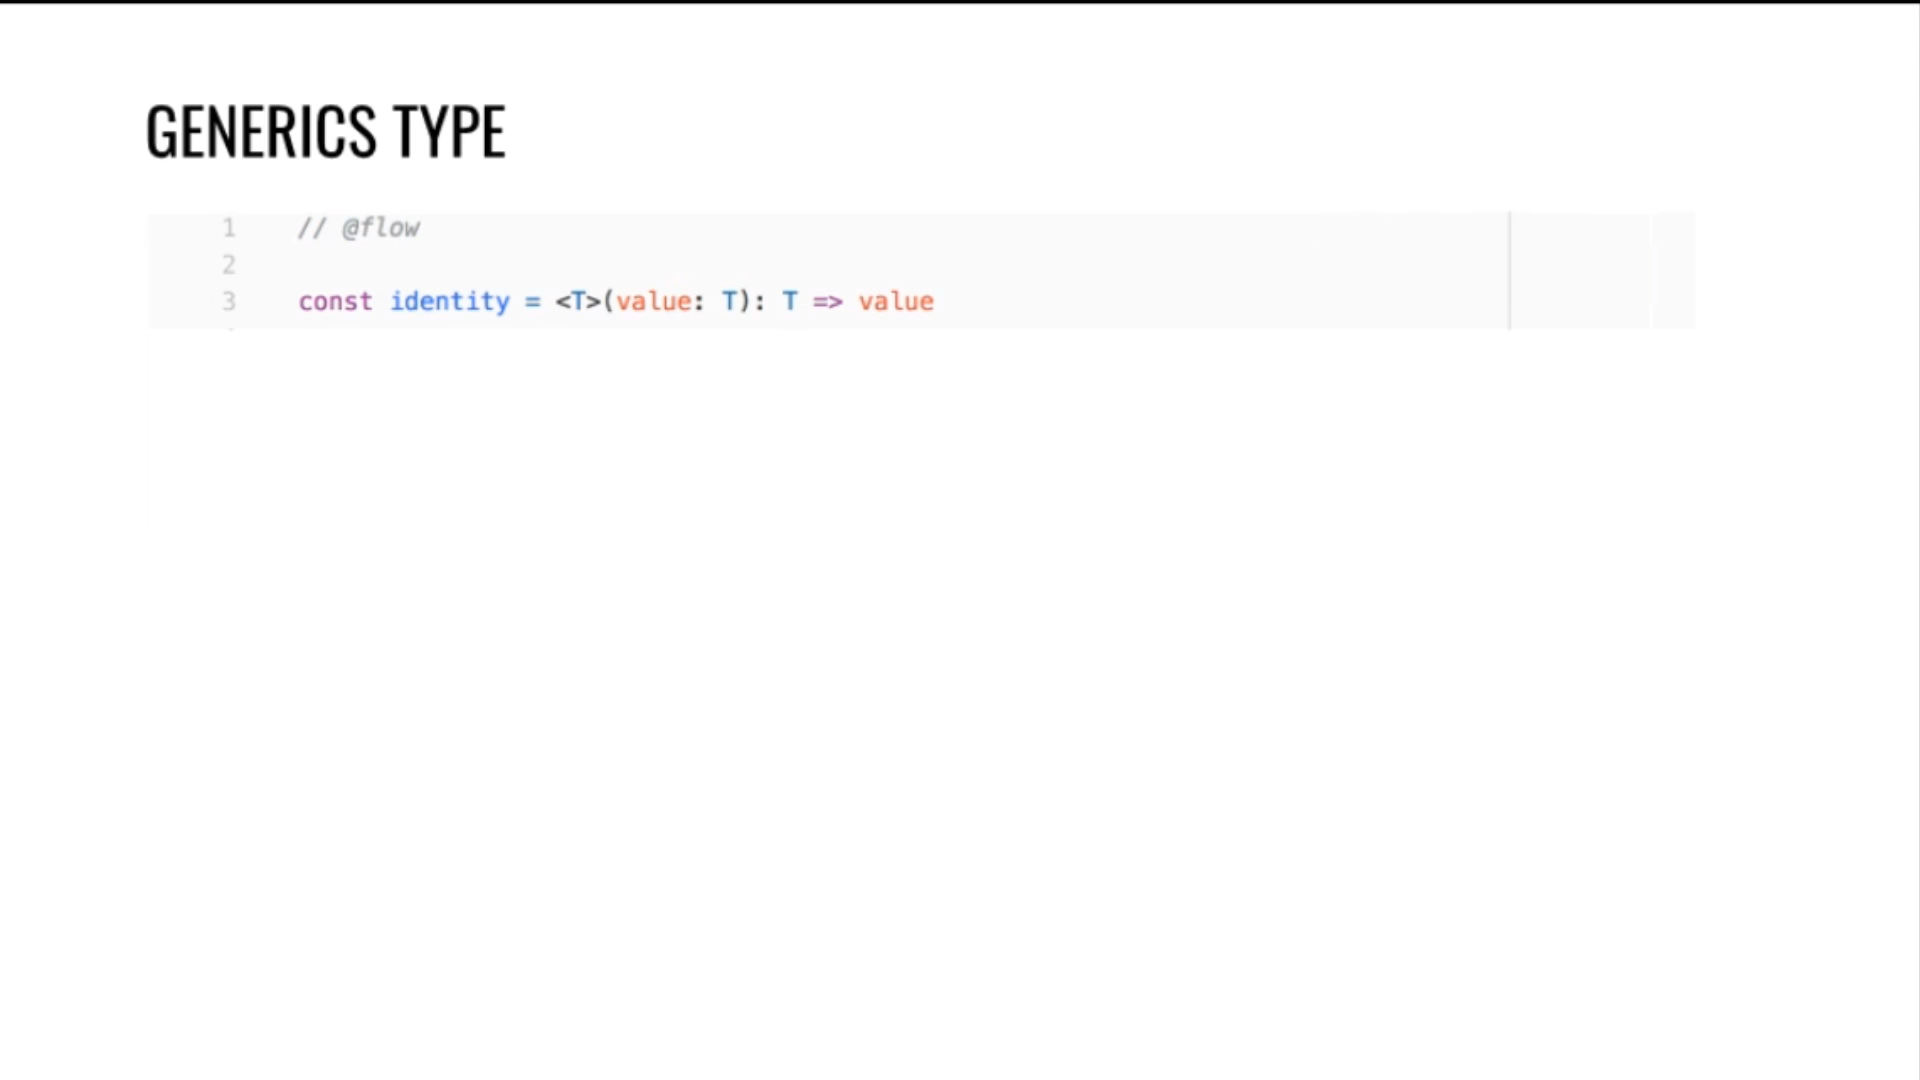 GENERICS TYPE
1 // @flow
2
3 const identity = <T>(value: T): T => value